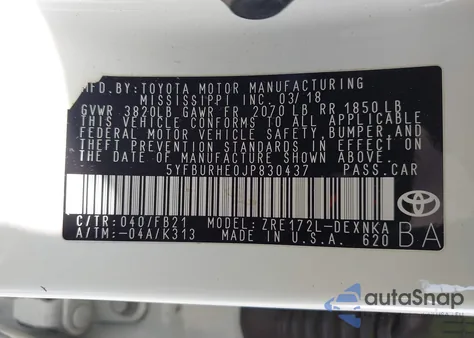 MFD.BY:TOYOTA MOTOR MANUFACTURING
MISSISSIPPI INC. 03/18
GVWR 3820LB GAWR FR 2070 LB RR 1850LB
THIS VEHICLE CONFORMS TO ALL APPLICABLE
FEDERAL MOTOR VEHICLE SAFETY, BUMPER,AND
THEFT PREVENTION STANDARDS IN EFFECT ON
THE DATE OF MANUFACTURE SHOWN ABOVE.
5YFBURHE0JP830437 PASS.CAR
C/TR:040/FB21 MODEL:ZRE172L-DEXNKA
A/TM:-04A/K313 MADE IN U.S.A. 620
BA
autoSnap